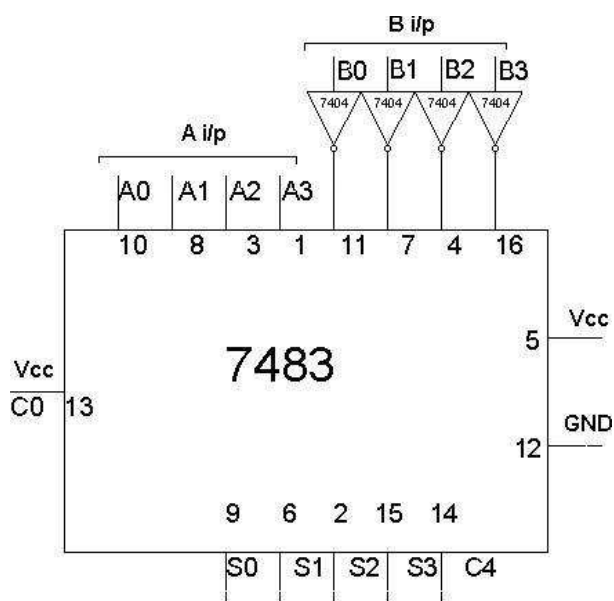 B i/p
B0 B1 B2 B3
7404 7404 7404 7404
A i/p
A0 A1 A2 A3
10 8 3 1 11 7 4 16
Vcc
5
7483
Vcc
C0 13
GND
12
9 6 2 15 14
S0 S1 S2 S3 C4